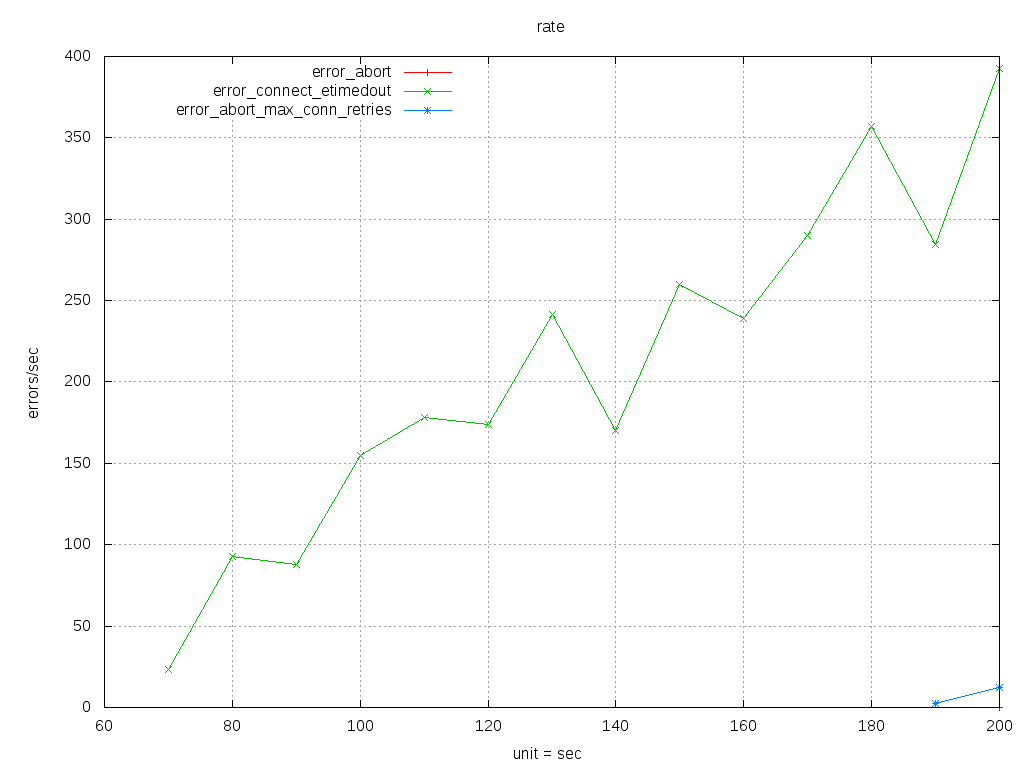 rate
400
350
300
250
200
150
100
50
0
errors/sec
error_abort
error_connect_etimedout
error_abort_max_conn_retries
60 80 100 120 140 160 180 200
unit = sec